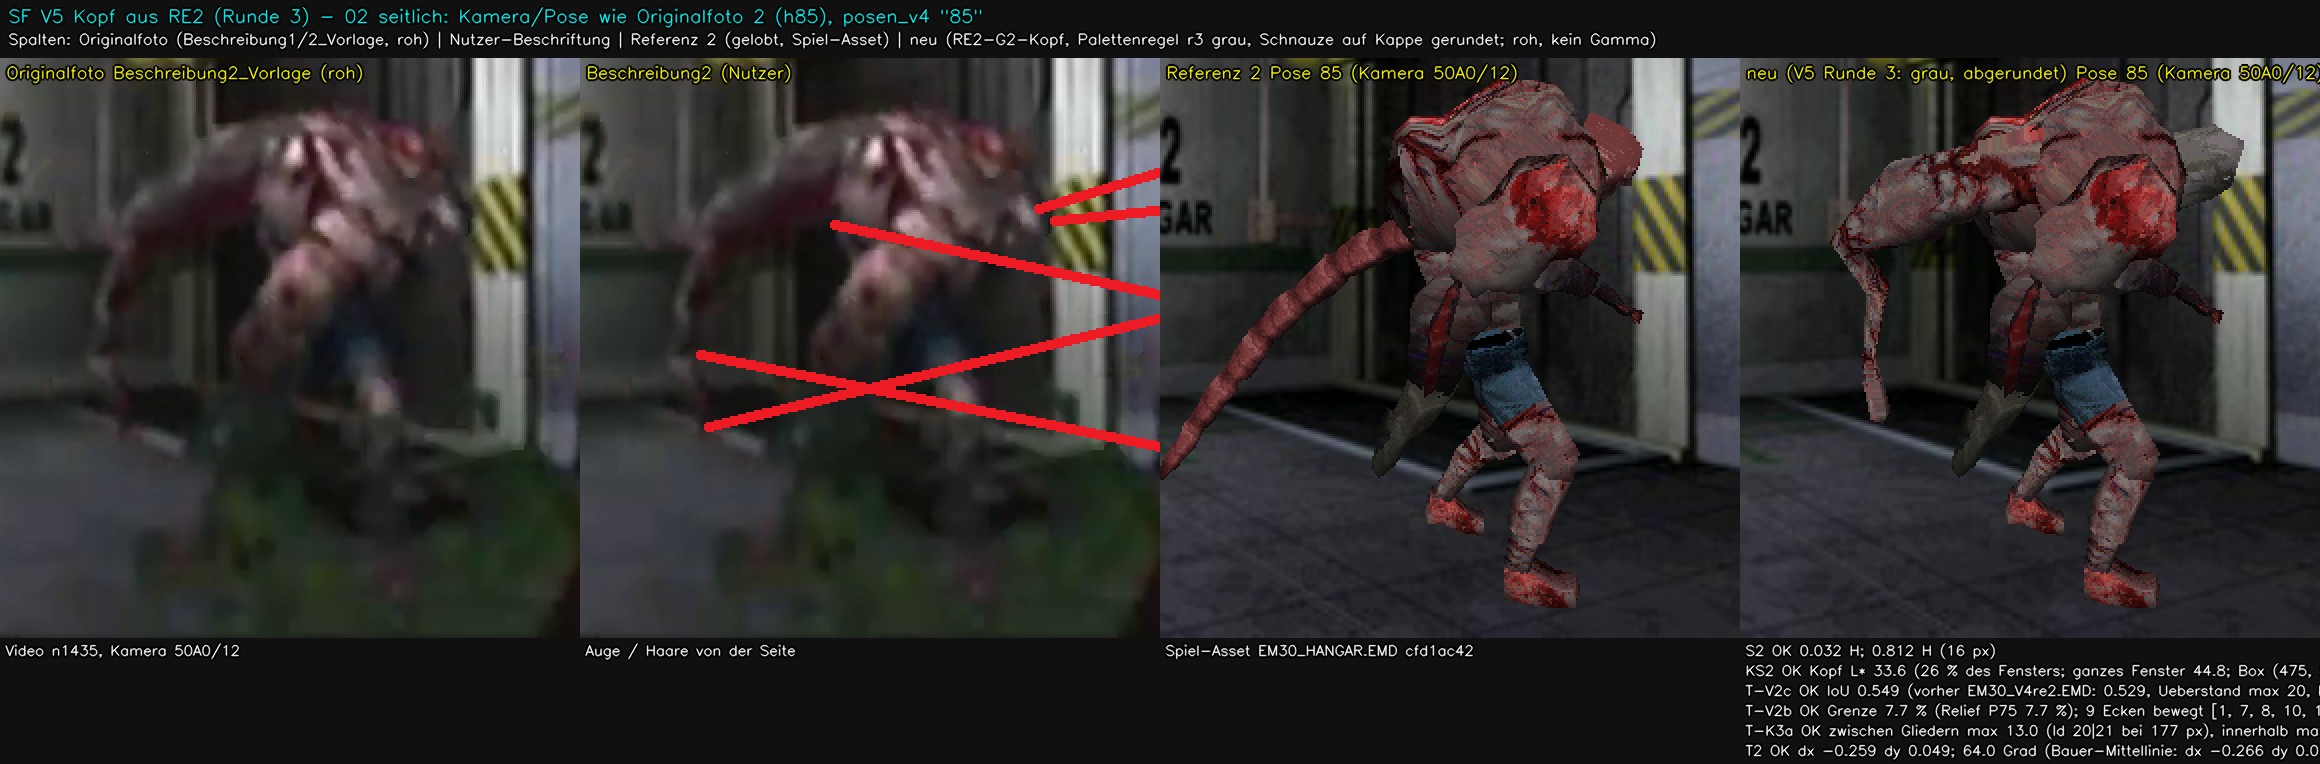 SF V5 Kopf aus RE2 (Runde 3) - 02 seitlich: Kamera/Pose wie Originalfoto 2 (h85), posen_v4 "85"
Spalten: Originalfoto (Beschreibung1/2_Vorlage, roh) | Nutzer-Beschriftung | Referenz 2 (gelobt, Spiel-Asset) | neu (RE2-G2-Kopf, Palettenregel r3 grau, Schnauze auf Kappe gerundet; roh, kein Gamma)
Originalfoto Beschreibung2_Vorlage (roh)
Beschreibung2 (Nutzer)
Referenz 2 Pose 85 (Kamera 50A0/12)
neu (V5 Runde 3: grau, abgerundet) Pose 85 (Kamera 50A0/12)
2
2
2
GAR
2
GAR
Video n1435, Kamera 50A0/12
Auge / Haare von der Seite
Spiel-Asset EM30_HANGAR.EMD cfd1ac42
S2 OK 0.032 H; 0.812 H (16 px)
KS2 OK Kopf L* 33.6 (26 % des Fensters; ganzes Fenster 44.8; Box (475,
T-V2c OK IoU 0.549 (vorher EM30_V4re2.EMD: 0.529, Ueberstand max 20,
T-V2b OK Grenze 7.7 % (Relief P75 7.7 %); 9 Ecken bewegt [1, 7, 8, 10,
T-K3a OK zwischen Gliedern max 13.0 (Id 20|21 bei 177 px), innerhalb ma
T2 OK dx -0.259 dy 0.049; 64.0 Grad (Bauer-Mittellinie: dx -0.266 dy 0.0